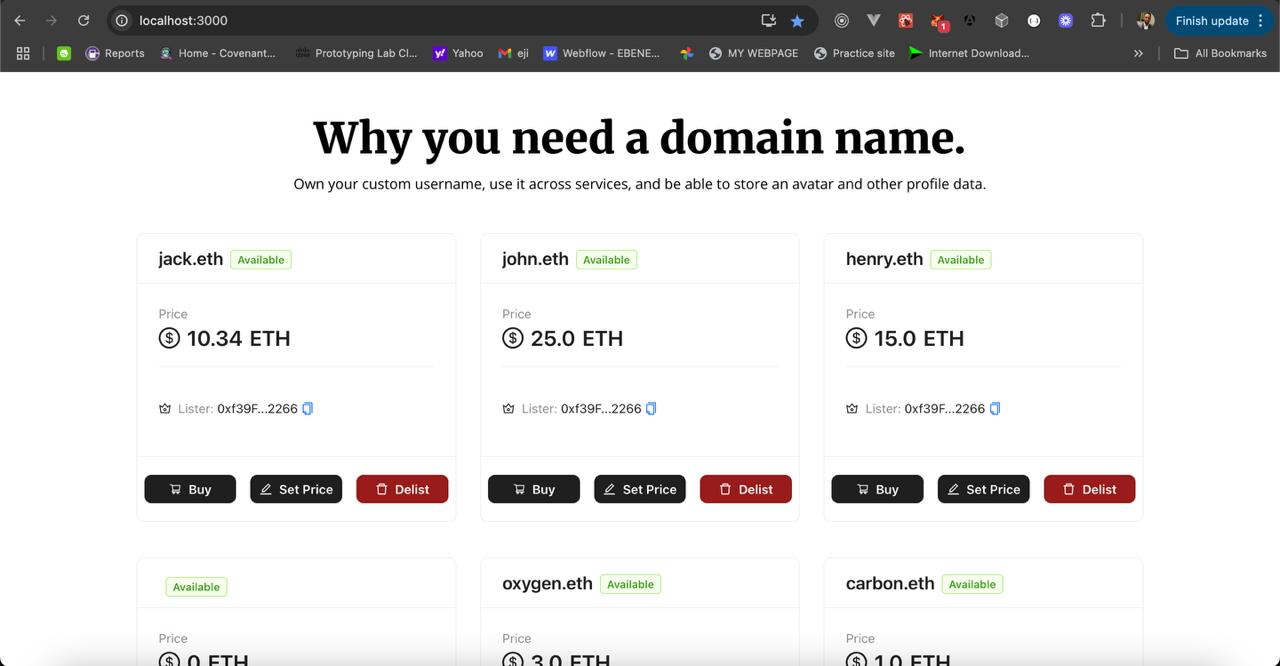 localhost:3000
Finish update
1
Reports
Home - Covenant...
Prototyping Lab Cl...
Yahoo
eji
Webflow - EBENE...
MY WEBPAGE
Practice site
Internet Download...
All Bookmarks
Why you need a domain name.
Own your custom username, use it across services, and be able to store an avatar and other profile data.
jack.eth Available
Price
10.34 ETH
Lister: 0xf39F...2266
Buy Set Price Delist
john.eth Available
Price
25.0 ETH
Lister: 0xf39F...2266
Buy Set Price Delist
henry.eth Available
Price
15.0 ETH
Lister: 0xf39F...2266
Buy Set Price Delist
Available
Price
0 ETH
oxygen.eth Available
Price
3.0 ETH
carbon.eth Available
Price
1.0 ETH